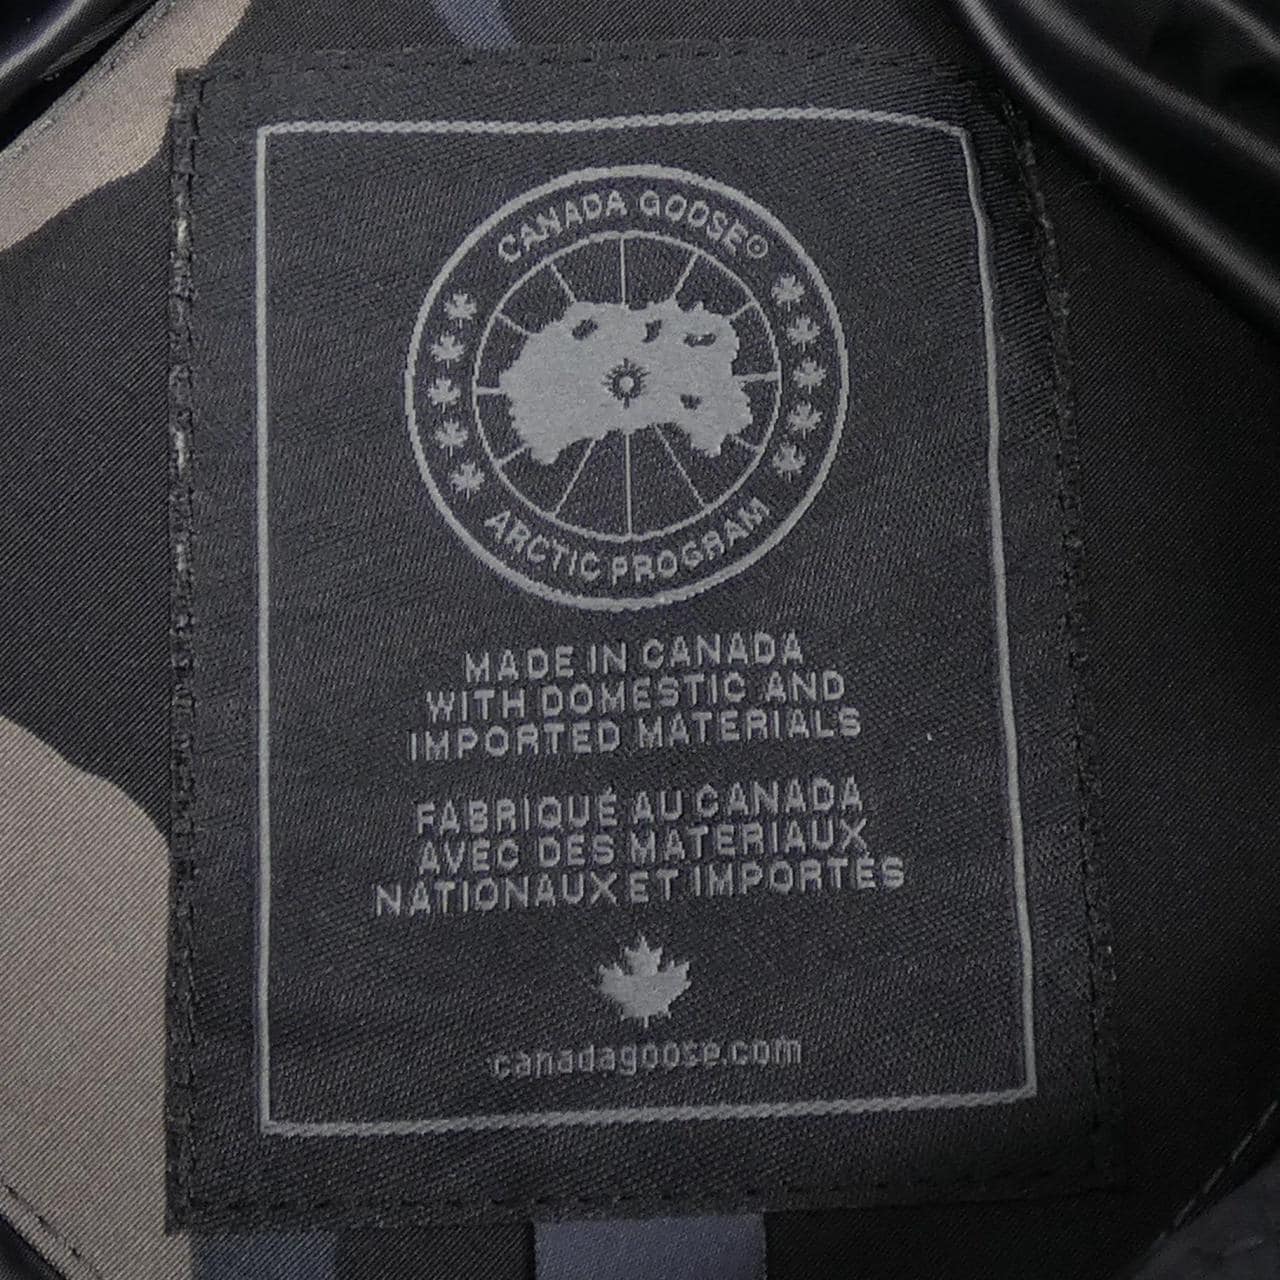 CANADA GOOSE®
ARCTIC PROGRAM
MADE IN CANADA
WITH DOMESTIC AND
IMPORTED MATERIALS
FABRIQUÉ AU CANADA
AVEC DES MATERIAUX
NATIONAUX ET IMPORTÉS
canadagoose.com